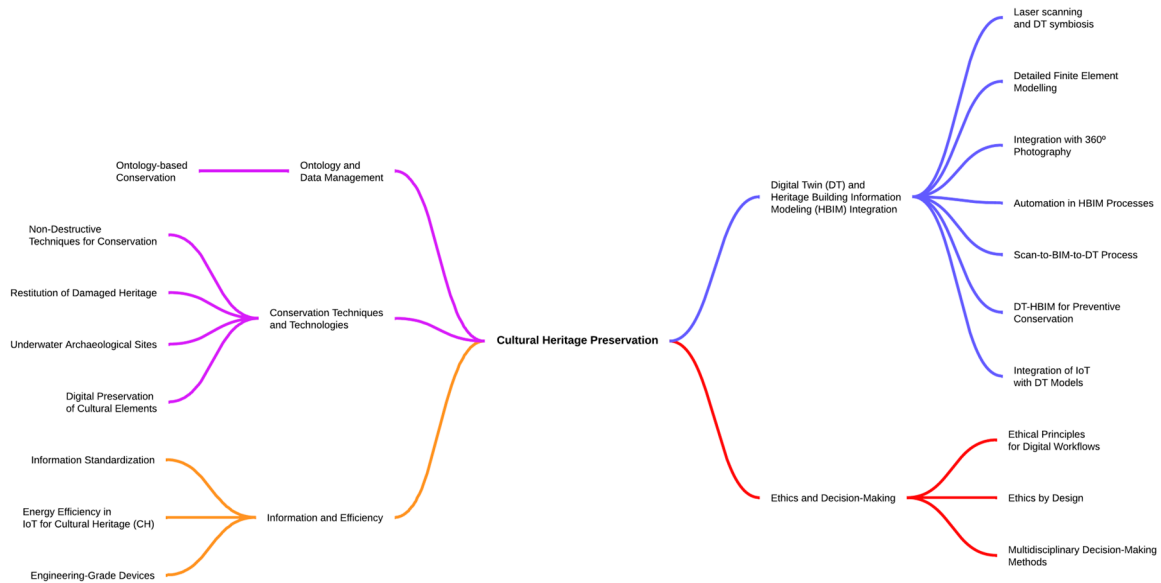 Cultural Heritage Preservation
Ontology and
Data Management
Ontology-based
Conservation
Conservation Techniques
and Technologies
Non-Destructive
Techniques for Conservation
Restitution of Damaged Heritage
Underwater Archaeological Sites
Digital Preservation
of Cultural Elements
Information and Efficiency
Information Standardization
Energy Efficiency in
IoT for Cultural Heritage (CH)
Engineering-Grade Devices
Digital Twin (DT) and
Heritage Building Information
Modeling (HBIM) Integration
Laser scanning
and DT symbiosis
Detailed Finite Element
Modelling
Integration with 360º
Photography
Automation in HBIM Processes
Scan-to-BIM-to-DT Process
DT-HBIM for Preventive
Conservation
Integration of IoT
with DT Models
Ethics and Decision-Making
Ethical Principles
for Digital Workflows
Ethics by Design
Multidisciplinary Decision-Making
Methods